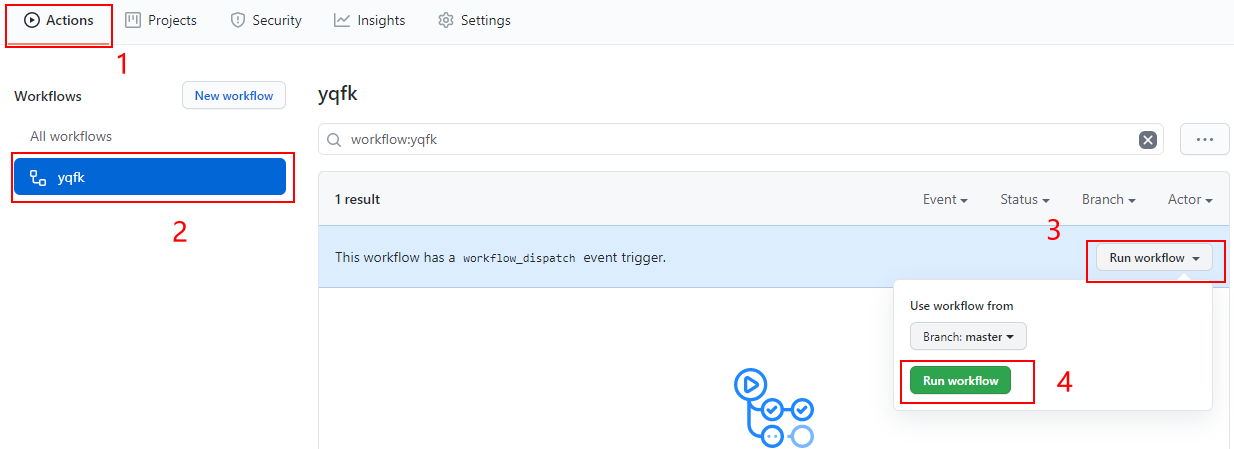 Actions Projects Security Insights Settings
1
Workflows New workflow
yqfk
All workflows
workflow:yqfk ...
yqfk
2
1 result Event Status Branch Actor
3
This workflow has a workflow_dispatch event trigger. Run workflow
Use workflow from
Branch: master
Run workflow
4